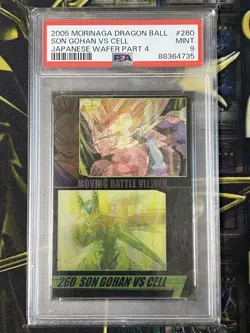 2005 MORINAGA DRAGON BALL #260
SON GOHAN VS CELL MINT
JAPANESE WAFER PART 4 9
PSA 88364735
MOVING BATTLE VIEWER
260 SON GOHAN VS CELL